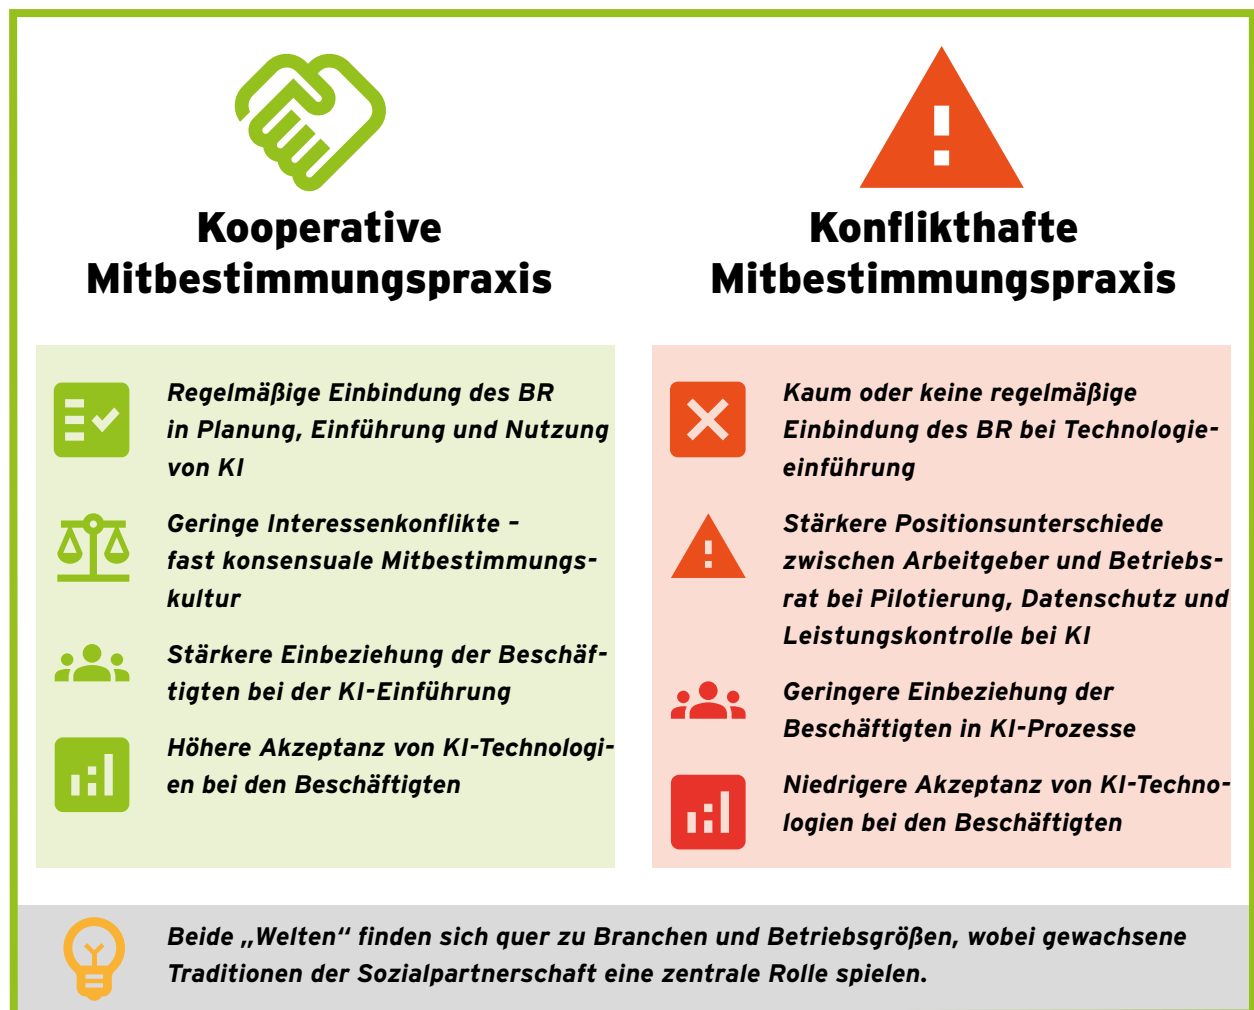 Kooperative
Mitbestimmungspraxis
Regelmäßige Einbindung des BR
in Planung, Einführung und Nutzung
von KI
Geringe Interessenkonflikte –
fast konsensuale Mitbestimmungs-
kultur
Stärkere Einbeziehung der Beschäf-
tigten bei der KI-Einführung
Höhere Akzeptanz von KI-Technologi-
en bei den Beschäftigten
Konflikthafte
Mitbestimmungspraxis
Kaum oder keine regelmäßige
Einbindung des BR bei Technologie-
einführung
Stärkere Positionsunterschiede
zwischen Arbeitgeber und Betriebs-
rat bei Pilotierung, Datenschutz und
Leistungskontrolle bei KI
Geringere Einbeziehung der
Beschäftigten in KI-Prozesse
Niedrigere Akzeptanz von KI-Techno-
logien bei den Beschäftigten
Beide „Welten“ finden sich quer zu Branchen und Betriebsgrößen, wobei gewachsene
Traditionen der Sozialpartnerschaft eine zentrale Rolle spielen.